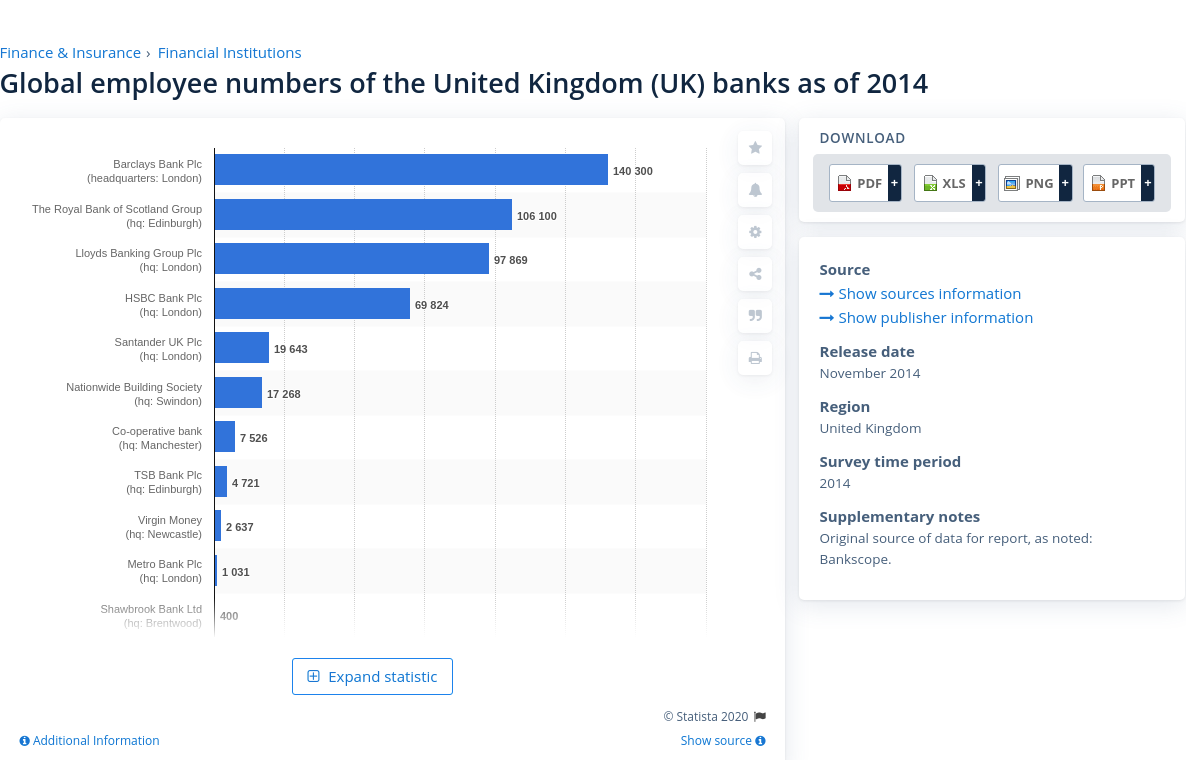 Finance & Insurance › Financial Institutions
Global employee numbers of the United Kingdom (UK) banks as of 2014
Barclays Bank Plc
(headquarters: London)
140 300
The Royal Bank of Scotland Group
(hq: Edinburgh)
106 100
Lloyds Banking Group Plc
(hq: London)
97 869
HSBC Bank Plc
(hq: London)
69 824
Santander UK Plc
(hq: London)
19 643
Nationwide Building Society
(hq: Swindon)
17 268
Co-operative bank
(hq: Manchester)
7 526
TSB Bank Plc
(hq: Edinburgh)
4 721
Virgin Money
(hq: Newcastle)
2 637
Metro Bank Plc
(hq: London)
1 031
Shawbrook Bank Ltd
(hq: Brentwood)
400
Expand statistic
© Statista 2020
Additional Information
Show source
DOWNLOAD
PDF + XLS + PNG + PPT +
Source
Show sources information
Show publisher information
Release date
November 2014
Region
United Kingdom
Survey time period
2014
Supplementary notes
Original source of data for report, as noted:
Bankscope.